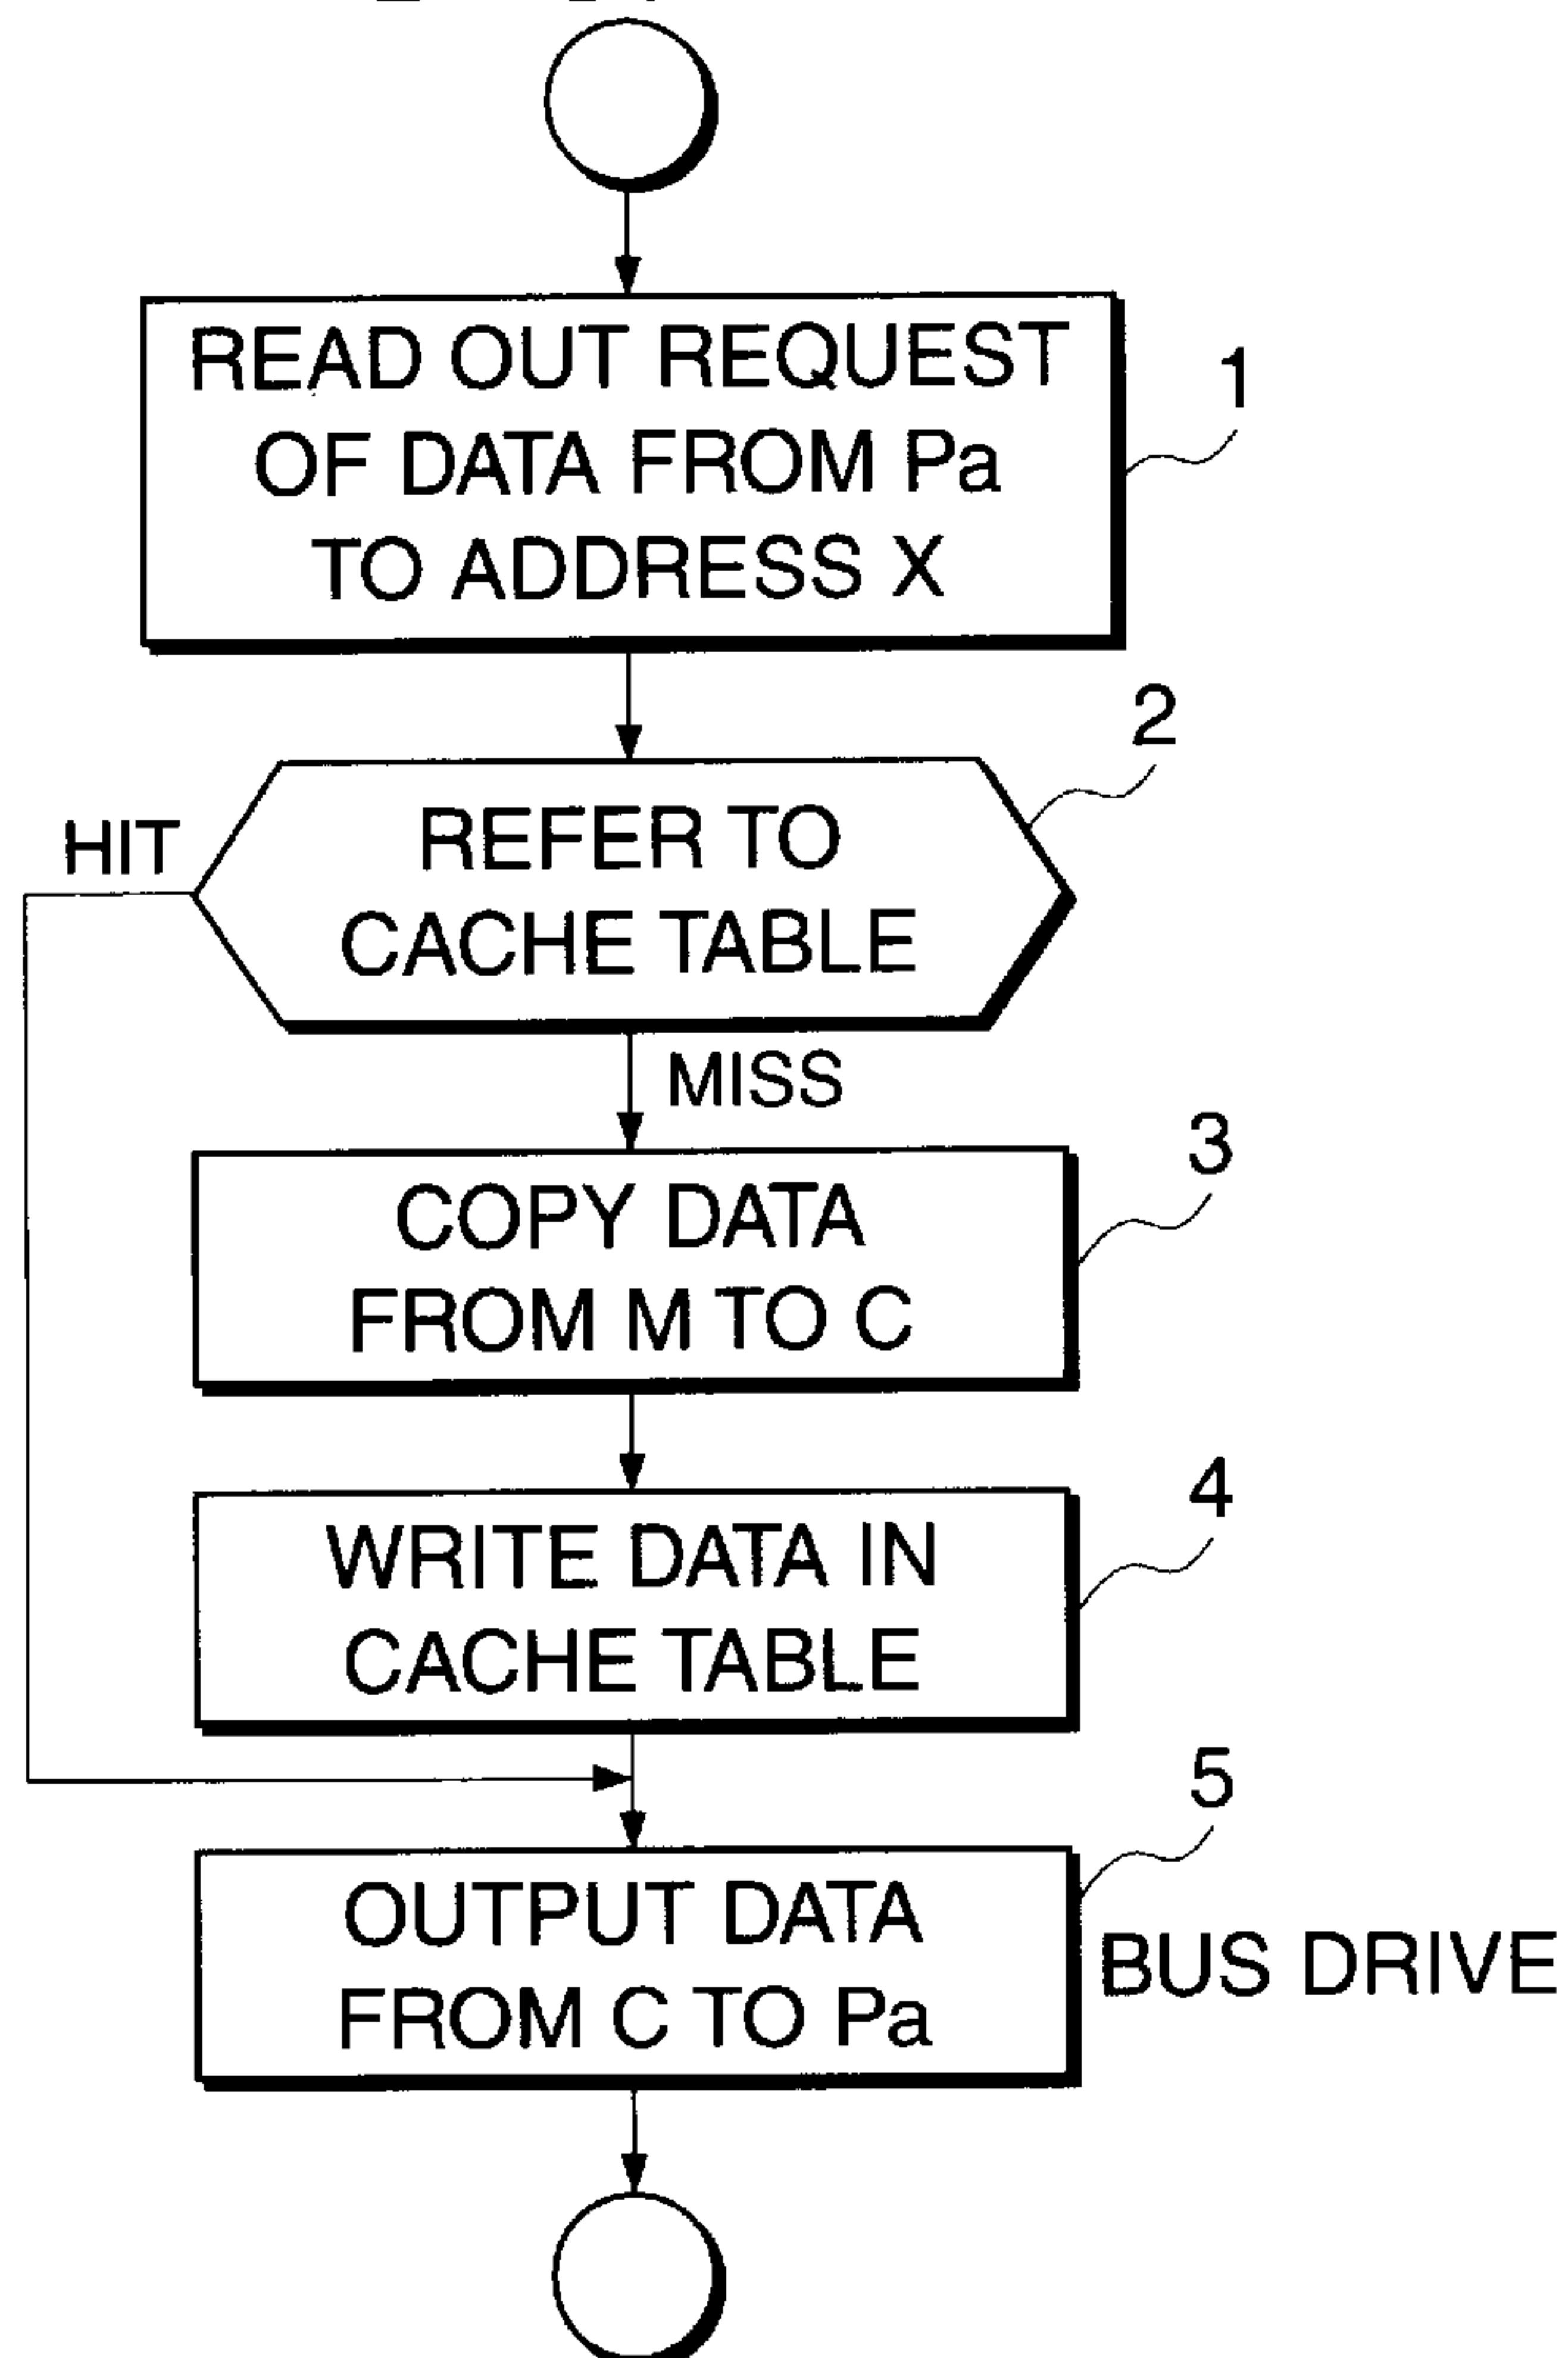 READ OUT REQUEST
OF DATA FROM Pa
TO ADDRESS X
1
2
HIT
REFER TO
CACHE TABLE
MISS
3
COPY DATA
FROM M TO C
4
WRITE DATA IN
CACHE TABLE
5
OUTPUT DATA
FROM C TO Pa
BUS DRIVE